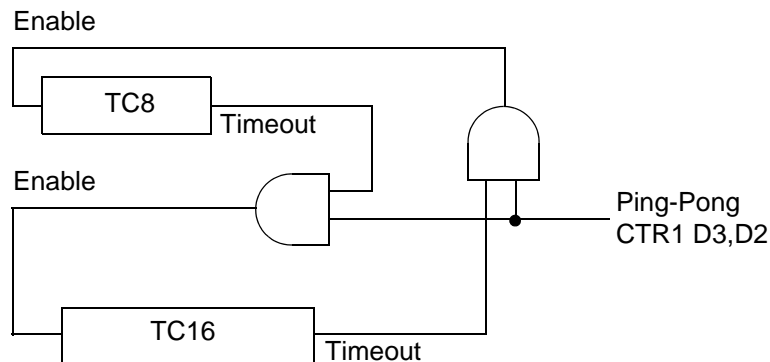 Enable
TC8
Timeout
Enable
Ping-Pong
CTR1 D3,D2
TC16
Timeout